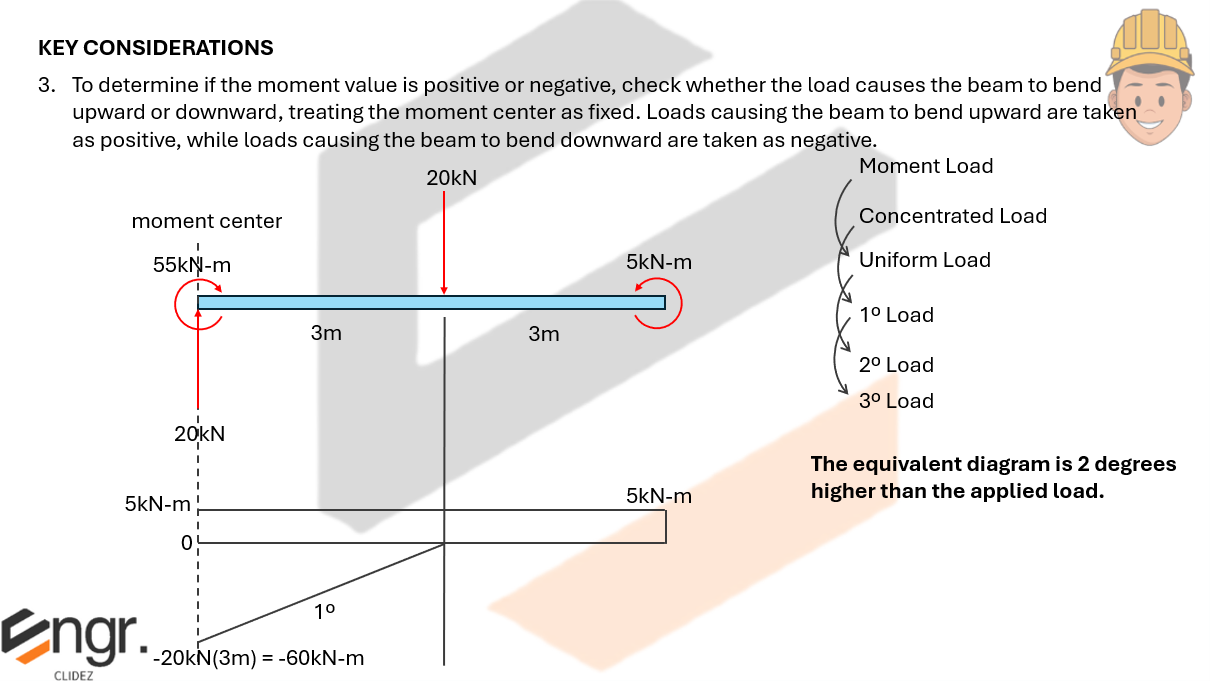 KEY CONSIDERATIONS
3. To determine if the moment value is positive or negative, check whether the load causes the beam to bend
upward or downward, treating the moment center as fixed. Loads causing the beam to bend upward are taken
as positive, while loads causing the beam to bend downward are taken as negative.
20kN
moment center
55kN-m
5kN-m
3m
3m
20kN
5kN-m
5kN-m
0
1º
-20kN(3m) = -60kN-m
Moment Load
Concentrated Load
Uniform Load
1º Load
2º Load
3º Load
The equivalent diagram is 2 degrees
higher than the applied load.
Engr.
CLIDEZ